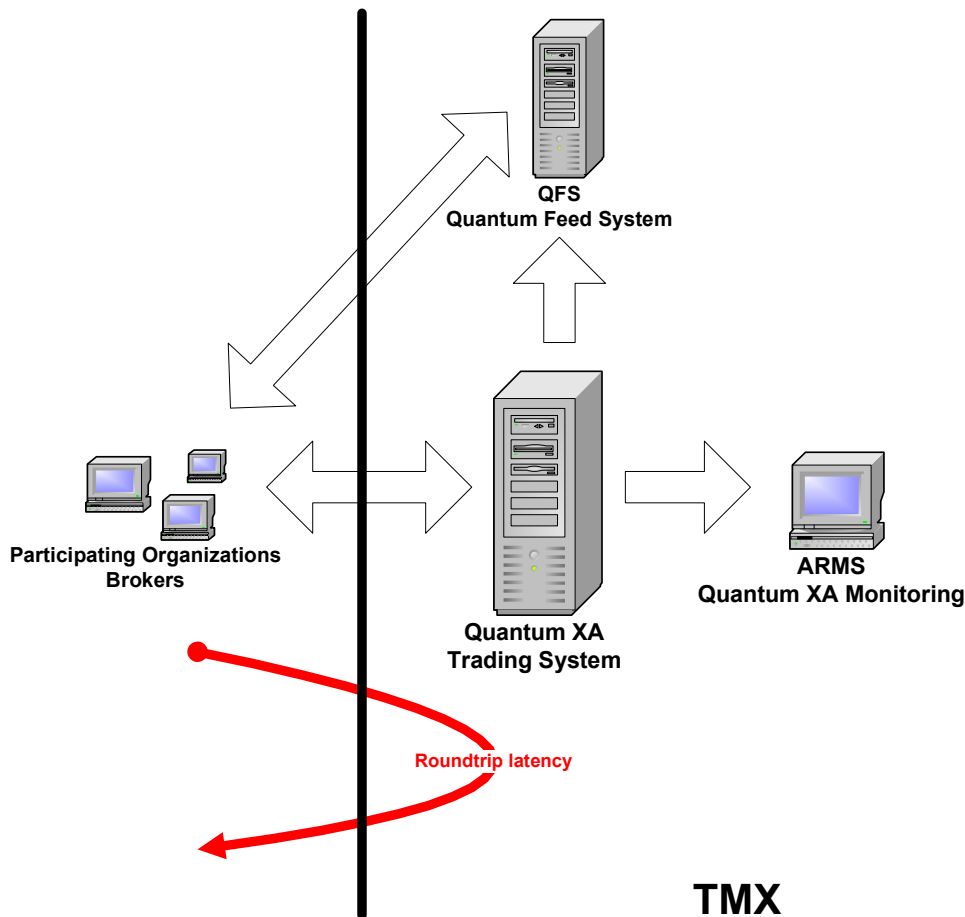 QFS
Quantum Feed System
Participating Organizations
Brokers
ARMS
Quantum XA Monitoring
Quantum XA
Trading System
Roundtrip latency
TMX